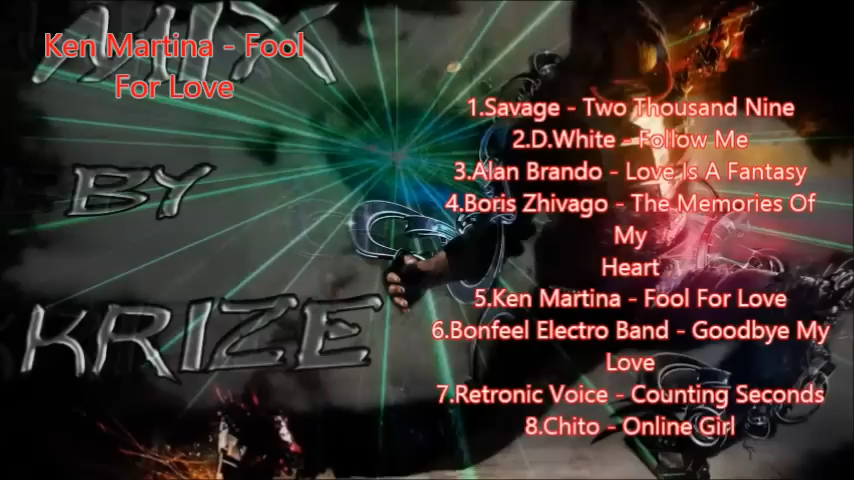 Ken Martina - Fool
For Love
MIX
BY
KRIZE
1.Savage - Two Thousand Nine
2.D.White - Follow Me
3.Alan Brando - Love Is A Fantasy
4.Boris Zhivago - The Memories Of
My
Heart
5.Ken Martina - Fool For Love
6.Bonfeel Electro Band - Goodbye My
Love
7.Retronic Voice - Counting Seconds
8.Chito - Online Girl